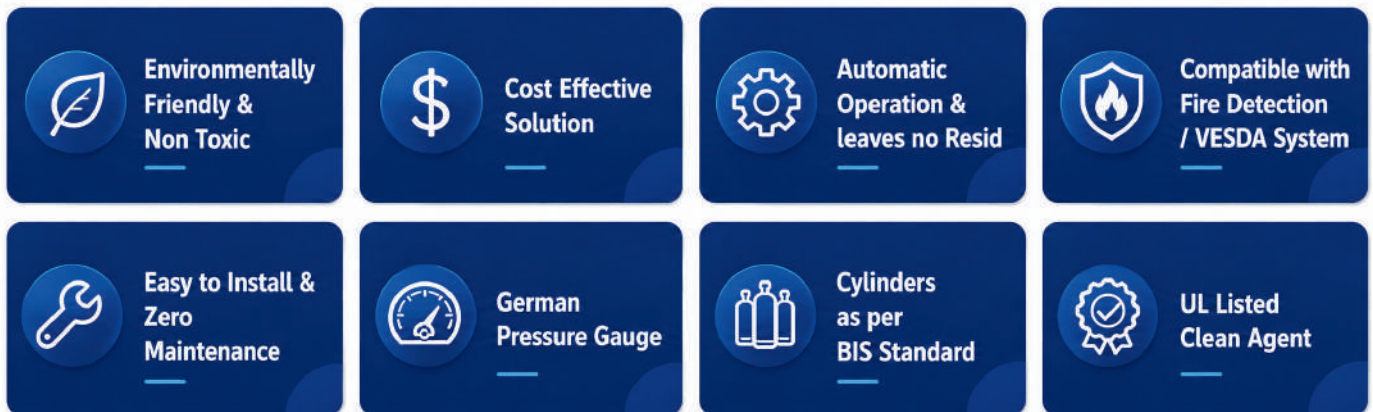 Environmentally
Friendly &
Non Toxic
Cost Effective
Solution
Automatic
Operation &
leaves no Resid
Compatible with
Fire Detection
/ VESDA System
Easy to Install &
Zero
Maintenance
German
Pressure Gauge
Cylinders
as per
BIS Standard
UL Listed
Clean Agent